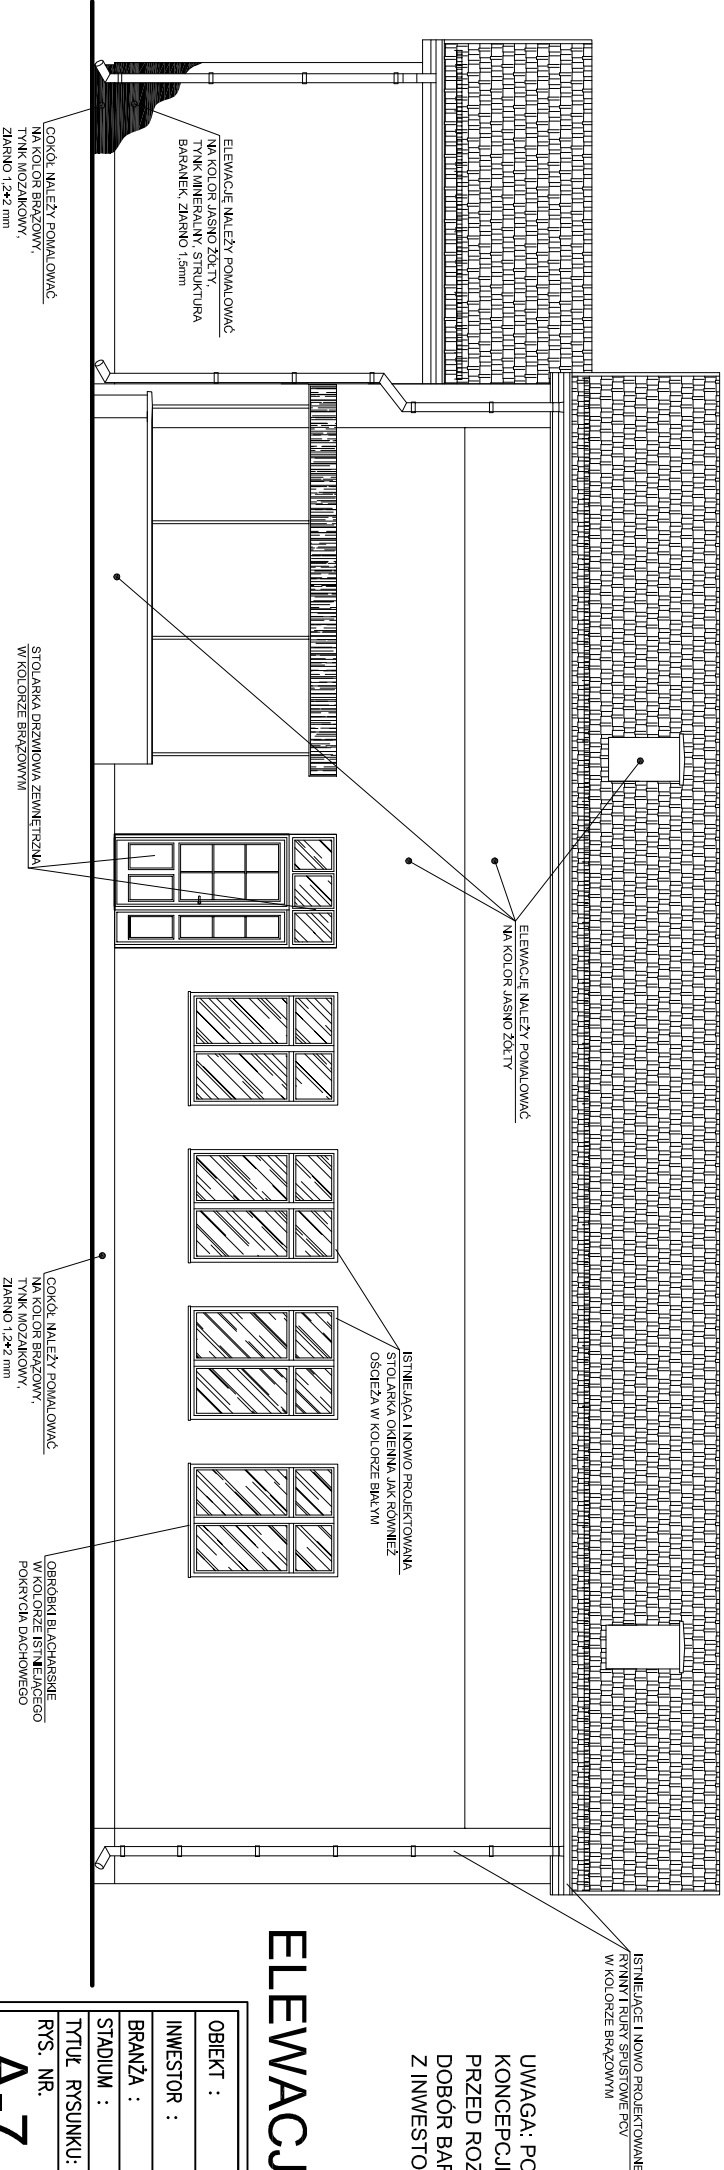 ISTNIEJĄCE I NOWO PROJEKTOWANE
RYNNY I RURY SPUSTOWE PCV
W KOLORZE BRĄZOWYM
ELEWACJĘ NALEŻY POMALOWAĆ
NA KOLOR JASNO ŻÓŁTY
ISTNIEJĄCA I NOWO PROJEKTOWANA
STOLARKA OKIENNA JAK RÓWNIEŻ
OŚCIEŻA W KOLORZE BIAŁYM
ELEWACJĘ NALEŻY POMALOWAĆ
NA KOLOR JASNO ŻÓŁTY,
TYNK MINERALNY, STRUKTURA
BARANEK, ZIARNO 1,5mm
COKÓŁ NALEŻY POMALOWAĆ
NA KOLOR BRĄZOWY,
TYNK MOZAIKOWY,
ZIARNO 1,2÷2 mm
STOLARKA DRZWIOWA ZEWNĘTRZNA
W KOLORZE BRĄZOWYM
COKÓŁ NALEŻY POMALOWAĆ
NA KOLOR BRĄZOWY,
TYNK MOZAIKOWY,
ZIARNO 1,2÷2 mm
OBRÓBKI BLACHARSKIE
W KOLORZE ISTNIEJĄCEGO
POKRYCIA DACHOWEGO
UWAGA: PO
KONCEPCJI
PRZED ROZ
DOBÓR BAR
Z INWESTO
ELEWACJ
OBIEKT :
INWESTOR :
BRANŻA :
STADIUM :
TYTUŁ RYSUNKU:
RYS. NR.
A-7